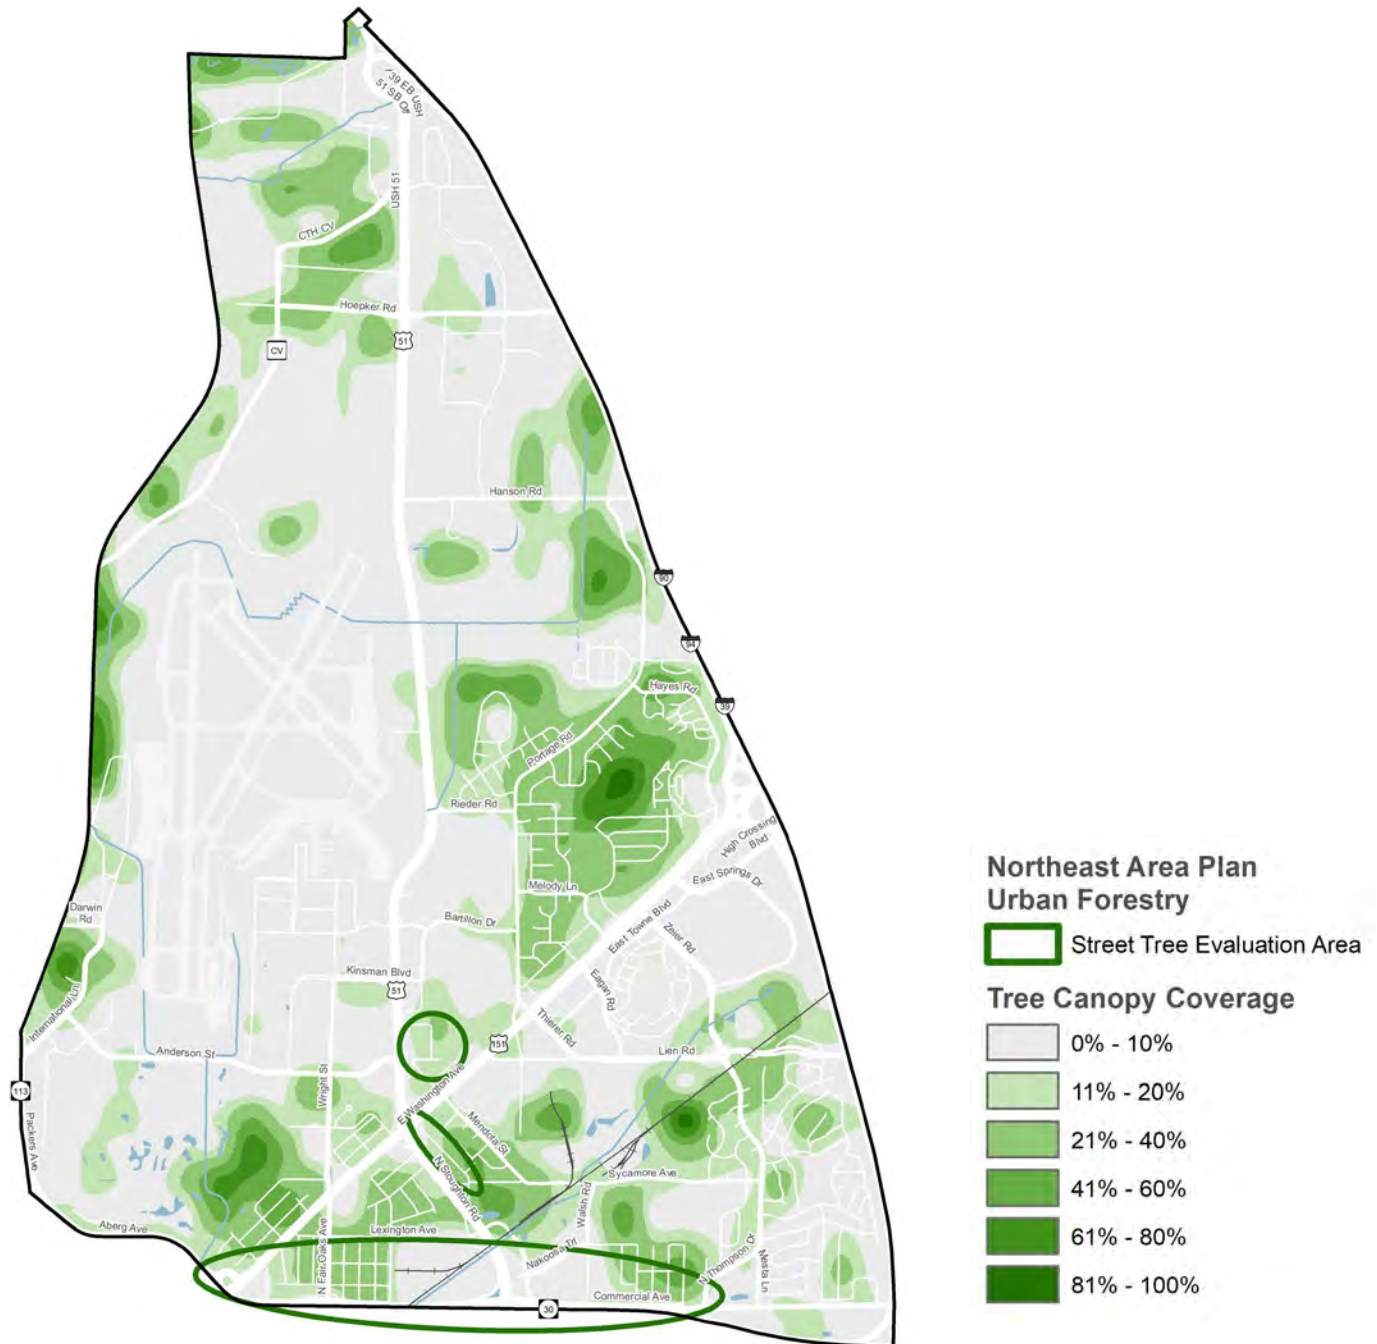 39 EB USH
51 SB Off
USH 51
CTH CV
Hoepker Rd
51
CV
Hanson Rd
90
94
Hayes Rd
39
Portage Rd
Rieder Rd
High Crossing
Blvd
East Springs Dr
Melody Ln
Darwin
Rd
Bartillon Dr
East Towne Blvd
Zeier Rd
Kinsman Blvd
Eagan Rd
51
International Ln
Thierer Rd
151
Anderson St
Lien Rd
Wright St
113
E Washington Ave
Packers Ave
Mendota St
N Stoughton Rd
Sycamore Ave
Walsh Rd
Aberg Ave
Lexington Ave
N Fair Oaks Ave
Nakoosa Trl
N Thompson Dr
Mesta Ln
Commercial Ave
30
Northeast Area Plan
Urban Forestry
Street Tree Evaluation Area
Tree Canopy Coverage
0% - 10%
11% - 20%
21% - 40%
41% - 60%
61% - 80%
81% - 100%